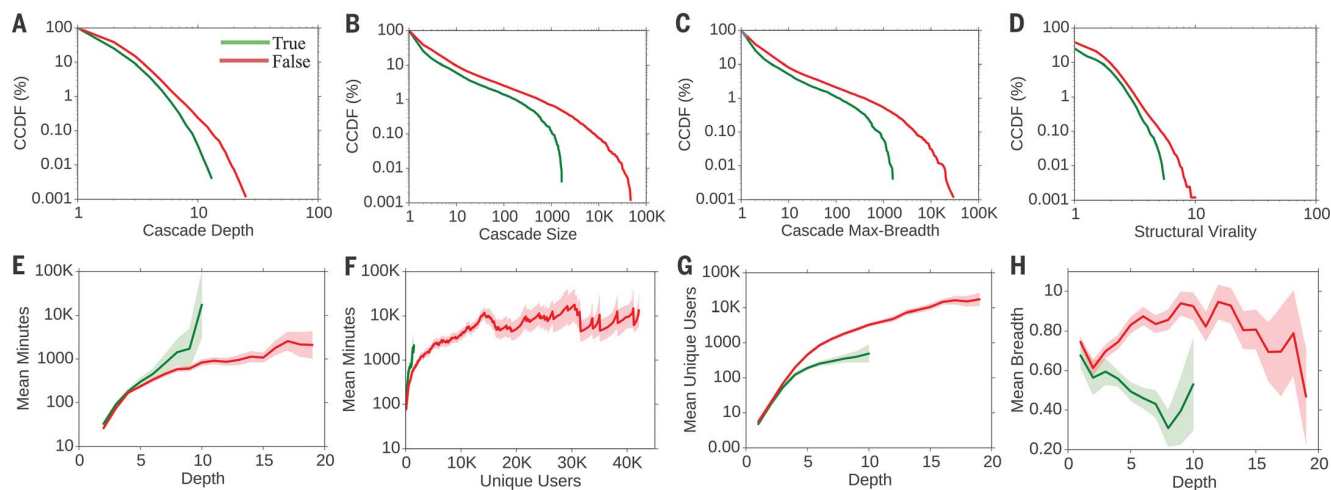 A
CCDF (%)
100
10
1
0.10
0.01
0.001
1
10
100
Cascade Depth
True
False
B
CCDF (%)
100
10
1
0.10
0.01
0.001
1
10
100
1000
10K
100K
Cascade Size
C
CCDF (%)
100
10
1
0.10
0.01
0.001
1
10
100
1000
10K
100K
Cascade Max-Breadth
D
CCDF (%)
100
10
1
0.10
0.01
0.001
1
10
100
Structural Virality
E
Mean Minutes
100K
10K
1000
100
10
0
5
10
15
20
Depth
F
Mean Minutes
100K
10K
1000
100
10
0
10K
20K
30K
40K
Unique Users
G
Mean Unique Users
100K
10K
1000
100
10
0.00
0
5
10
15
20
Depth
H
Mean Breadth
10
0.80
0.60
0.40
0.20
0
5
10
15
20
Depth